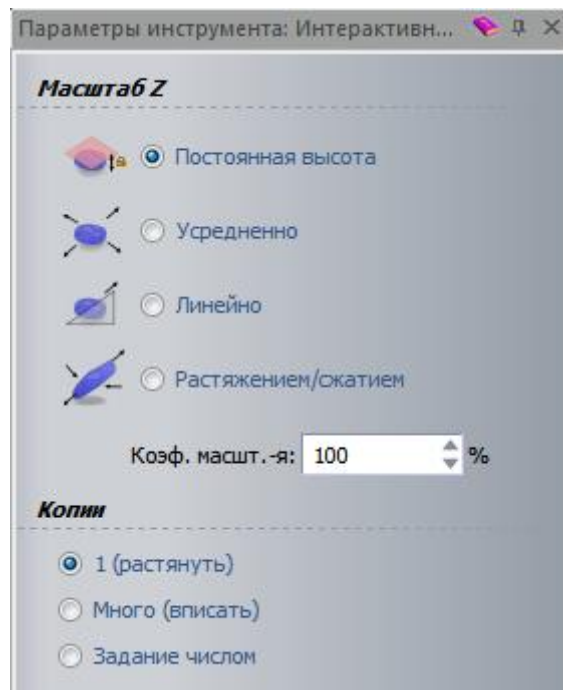 Параметры инструмента: Интерактивн...
Масштаб Z
Постоянная высота
Усредненно
Линейно
Растяжением/сжатием
Коэф. масшт.-я: 100 %
Копии
1 (растянуть)
Много (вписать)
Задание числом